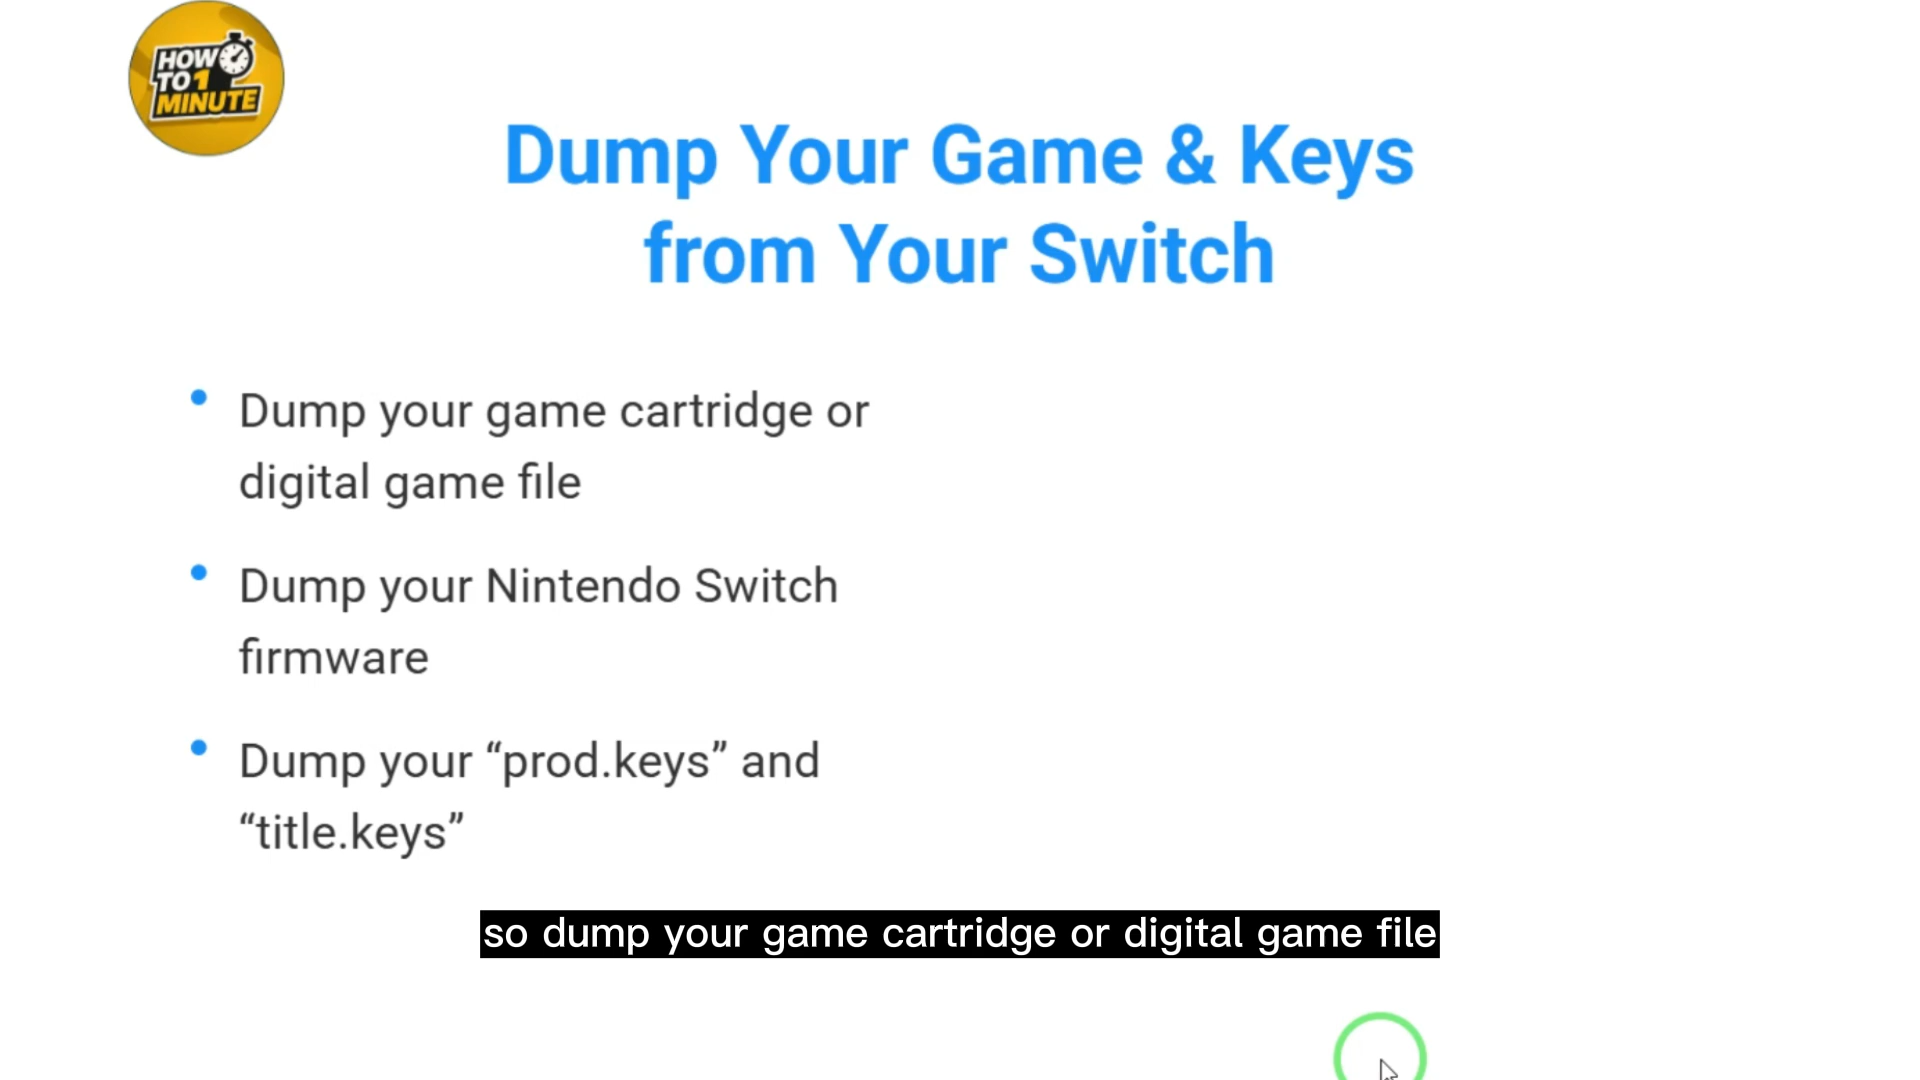 HOW
TO 1
MINUTE
Dump Your Game & Keys
from Your Switch
• Dump your game cartridge or
digital game file
• Dump your Nintendo Switch
firmware
• Dump your “prod.keys” and
“title.keys”
so dump your game cartridge or digital game file